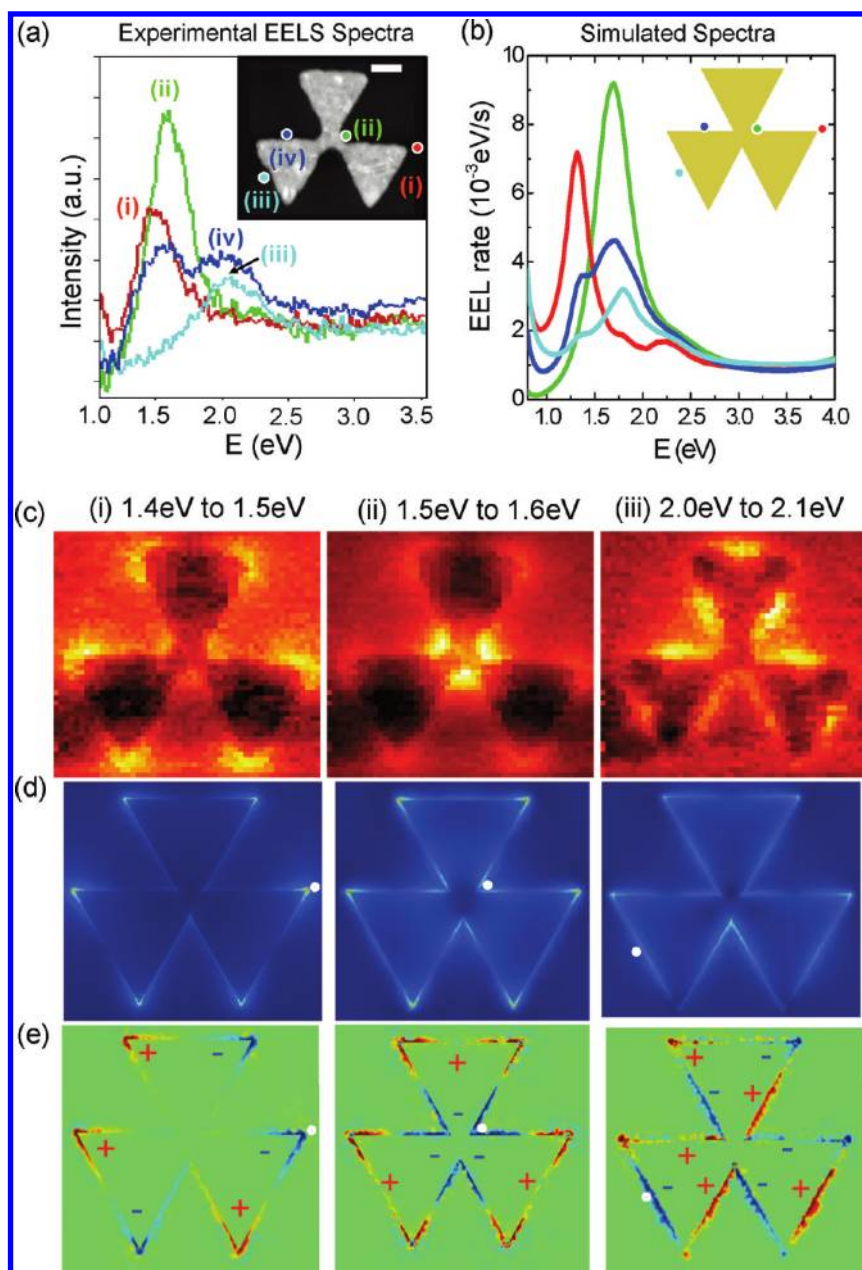 (a) Experimental EELS Spectra
(ii)
(i)
(iv)
(iii)
(ii)
(iv)
(iii)
(i)
Intensity (a.u.)
1.0 1.5 2.0 2.5 3.0 3.5
E (eV)
(b) Simulated Spectra
10
8
6
4
2
0
EEL rate (10⁻³eV/s)
1.0 1.5 2.0 2.5 3.0 3.5 4.0
E (eV)
(c) (i) 1.4eV to 1.5eV (ii) 1.5eV to 1.6eV (iii) 2.0eV to 2.1eV
(d)
(e)
+ -
+ -
- +
+
-
- -
+ - +
+ -
- +
+ - -
- + +